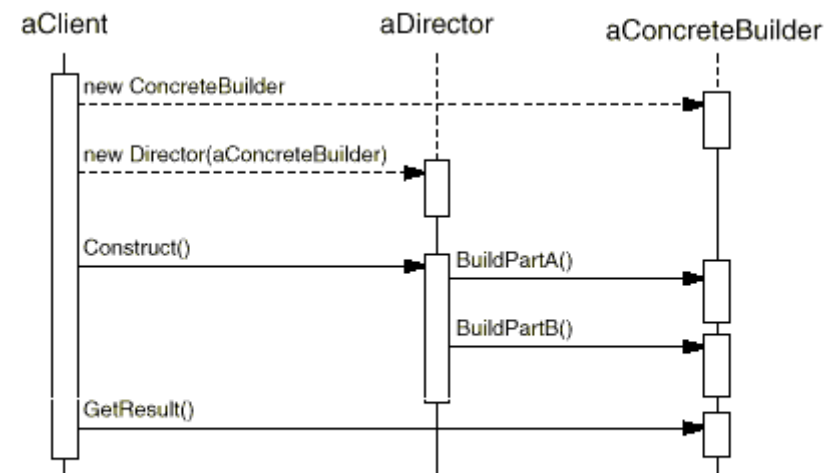 aClient
aDirector
aConcreteBuilder
new ConcreteBuilder
new Director(aConcreteBuilder)
Construct()
BuildPartA()
BuildPartB()
GetResult()